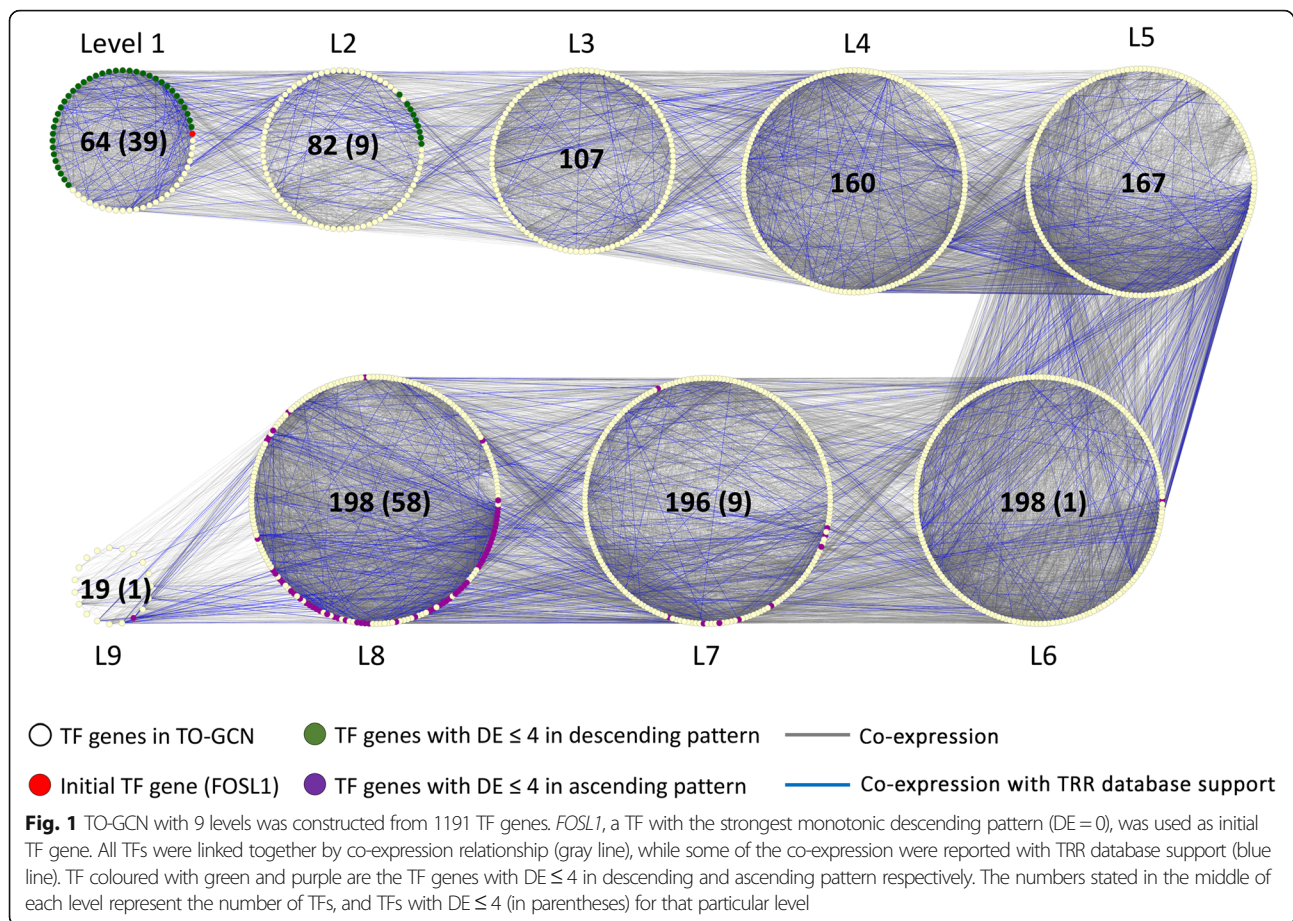 Level 1
L2
L3
L4
L5
64 (39)
82 (9)
107
160
167
198 (58)
196 (9)
198 (1)
19 (1)
L9
L8
L7
L6
TF genes in TO-GCN
TF genes with DE ≤ 4 in descending pattern
Co-expression
Initial TF gene (FOSL1)
TF genes with DE ≤ 4 in ascending pattern
Co-expression with TRR database support
Fig. 1 TO-GCN with 9 levels was constructed from 1191 TF genes. FOSL1, a TF with the strongest monotonic descending pattern (DE = 0), was used as initial
TF gene. All TFs were linked together by co-expression relationship (gray line), while some of the co-expression were reported with TRR database support (blue
line). TF coloured with green and purple are the TF genes with DE ≤ 4 in descending and ascending pattern respectively. The numbers stated in the middle of
each level represent the number of TFs, and TFs with DE ≤ 4 (in parentheses) for that particular level